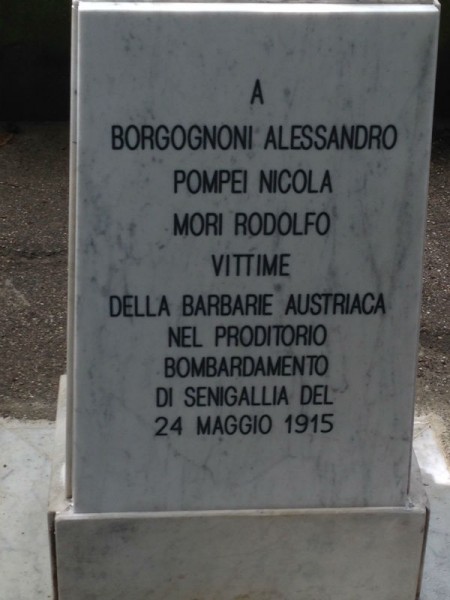 A
BORGOGNONI ALESSANDRO
POMPEI NICOLA
MORI RODOLFO
VITTIME
DELLA BARBARIE AUSTRIACA
NEL PRODITORIO
BOMBARDAMENTO
DI SENIGALLIA DEL
24 MAGGIO 1915